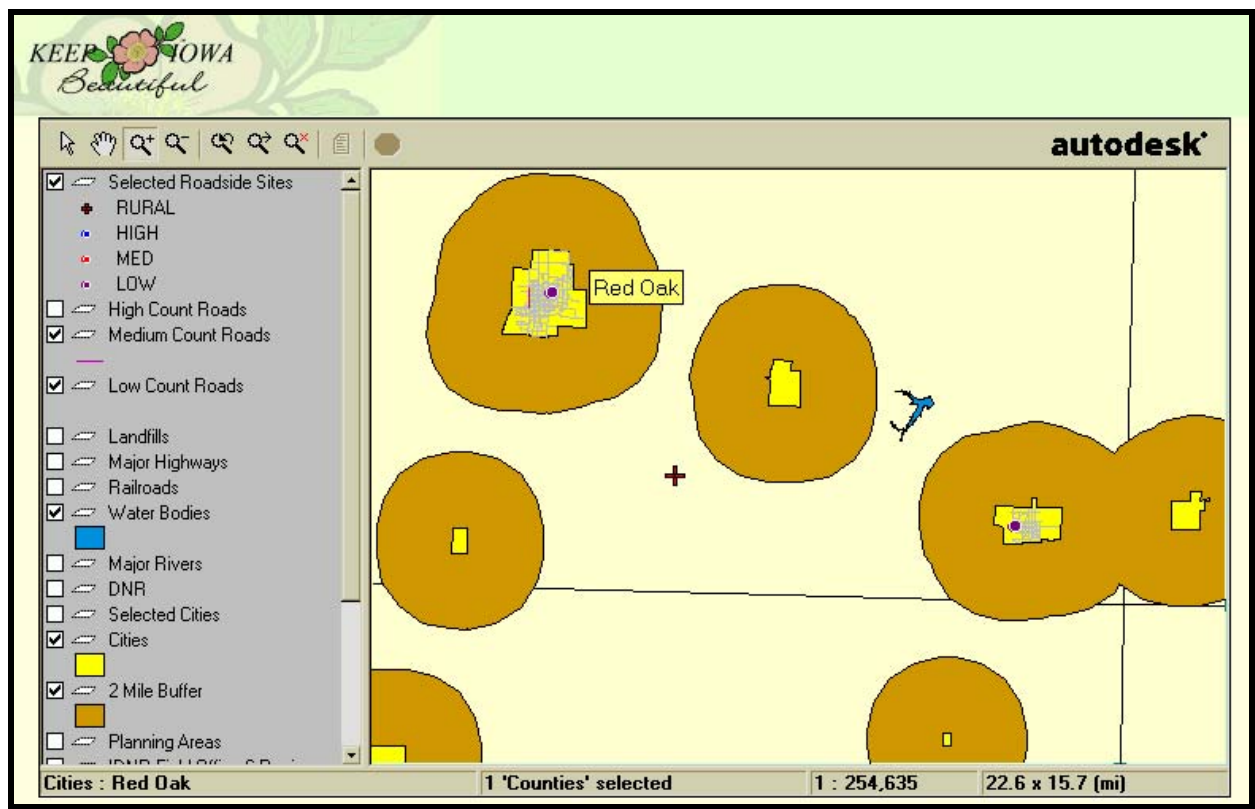 KEEP IOWA
Beautiful
autodesk
Selected Roadside Sites
RURAL
HIGH
MED
LOW
High Count Roads
Medium Count Roads
Low Count Roads
Landfills
Major Highways
Railroads
Water Bodies
Major Rivers
DNR
Selected Cities
Cities
2 Mile Buffer
Planning Areas
Red Oak
Cities : Red Oak
1 'Counties' selected
1 : 254,635
22.6 x 15.7 (mi)